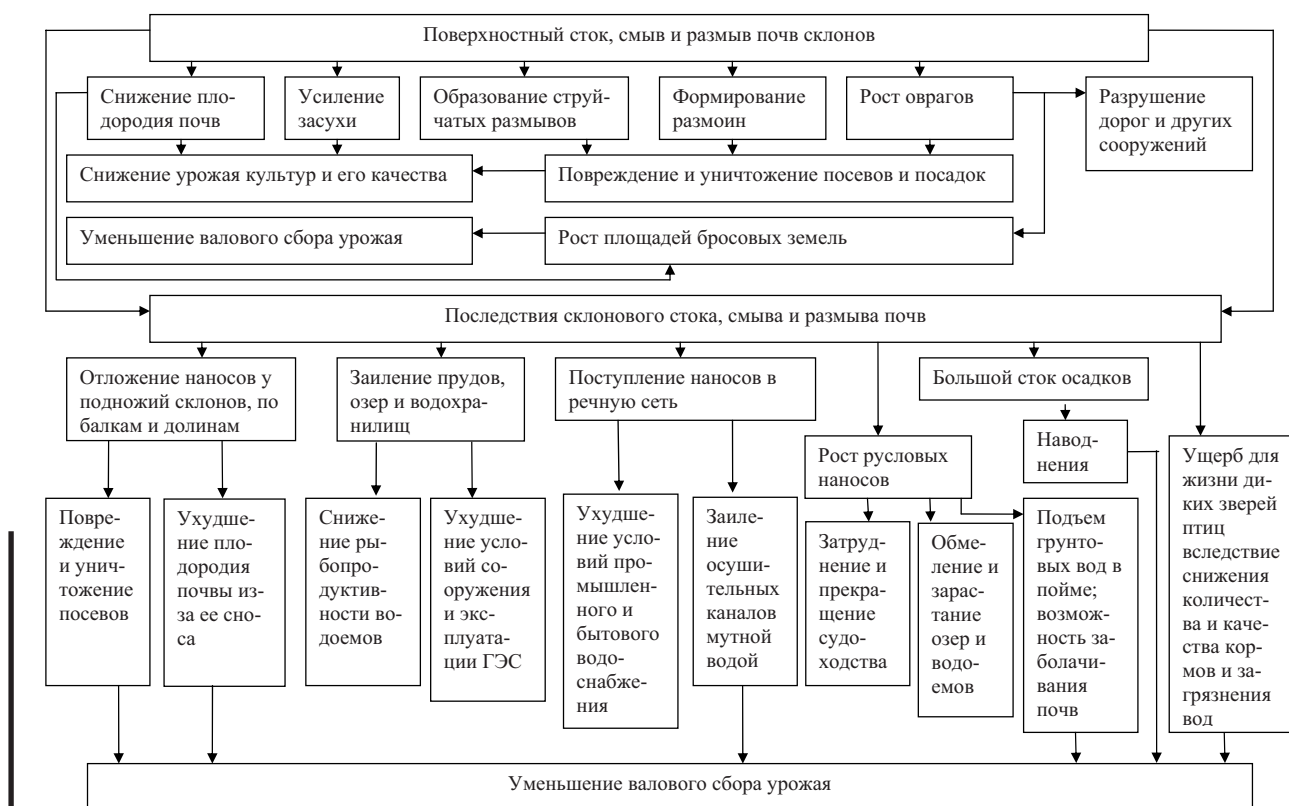 Поверхностный сток, смыв и размыв почв склонов
Снижение пло-
дородия почв
Усиление
засухи
Образование струй-
чатых размывов
Формирование
размоин
Рост оврагов
Разрушение
дорог и других
сооружений
Снижение урожая культур и его качества
Повреждение и уничтожение посевов и посадок
Уменьшение валового сбора урожая
Рост площадей бросовых земель
Последствия склонового стока, смыва и размыва почв
Отложение наносов у
подножий склонов, по
балкам и долинам
Заиление прудов,
озер и водохра-
нилищ
Поступление наносов в
речную сеть
Большой сток осадков
Рост русловых
наносов
Навод-
нения
Ущерб для
жизни ди-
ких зверей
птиц
вследствие
снижения
количест-
ва и каче-
ства кор-
мов и за-
грязнения
вод
Повре-
ждение
и унич-
тожение
посевов
Ухудше-
ние пло-
дородия
почвы из-
за ее сно-
са
Сниже-
ние ры-
бопро-
дуктив-
ности во-
доемов
Ухудше-
ние усло-
вий со-
оружения
и экс-
плуата-
ции ГЭС
Ухудше-
ние усло-
вий про-
мышлен-
ного и
бытового
водо-
снабже-
ния
Заиле-
ние
осуши-
тельных
каналов
мутной
водой
Затруд-
нение и
прекра-
щение
судо-
ходства
Обме-
ление и
зарас-
тание
озер и
водо-
емов
Подъем
грунто-
вых вод в
пойме;
возмож-
ность за-
болачи-
вания
почв
Уменьшение валового сбора урожая